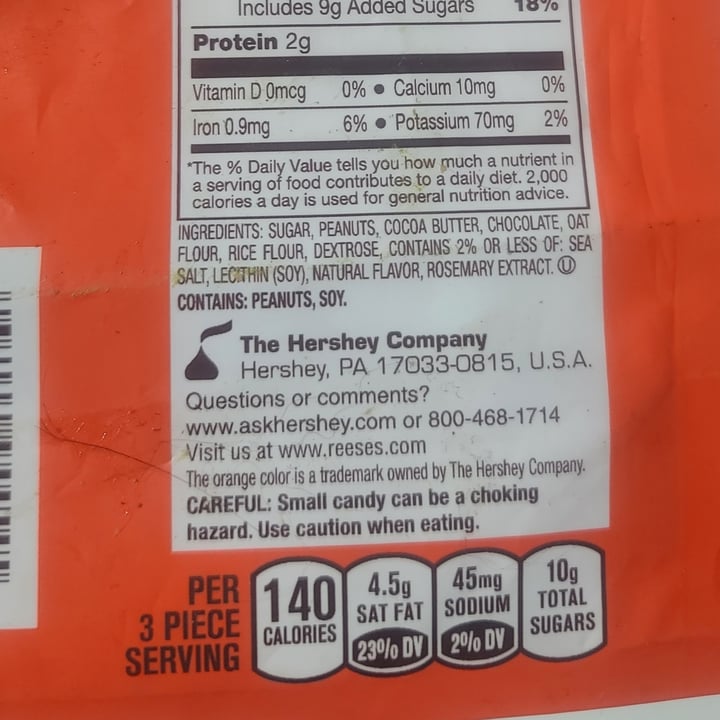 Includes 9g Added Sugars 18%
Protein 2g
Vitamin D 0mcg 0% • Calcium 10mg 0%
Iron 0.9mg 6% • Potassium 70mg 2%
*The % Daily Value tells you how much a nutrient in
a serving of food contributes to a daily diet. 2,000
calories a day is used for general nutrition advice.
INGREDIENTS: SUGAR, PEANUTS, COCOA BUTTER, CHOCOLATE, OAT
FLOUR, RICE FLOUR, DEXTROSE, CONTAINS 2% OR LESS OF: SEA
SALT, LECITHIN (SOY), NATURAL FLAVOR, ROSEMARY EXTRACT. Ⓤ
CONTAINS: PEANUTS, SOY.
The Hershey Company
Hershey, PA 17033-0815, U.S.A.
Questions or comments?
www.askhershey.com or 800-468-1714
Visit us at www.reeses.com
The orange color is a trademark owned by The Hershey Company.
CAREFUL: Small candy can be a choking
hazard. Use caution when eating.
PER
3 PIECE
SERVING
140
CALORIES
4.5g
SAT FAT
23% DV
45mg
SODIUM
2% DV
10g
TOTAL
SUGARS